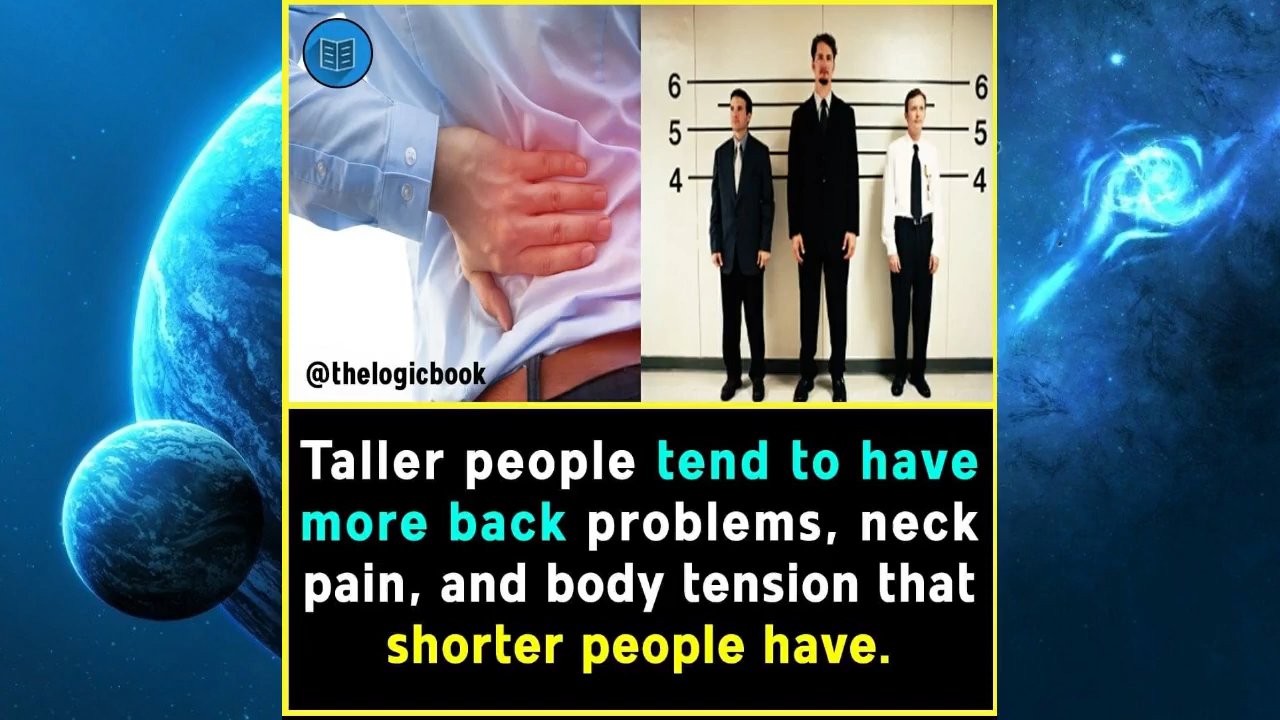 6 6
5 5
4 4
@thelogicbook
Taller people tend to have
more back problems, neck
pain, and body tension that
shorter people have.